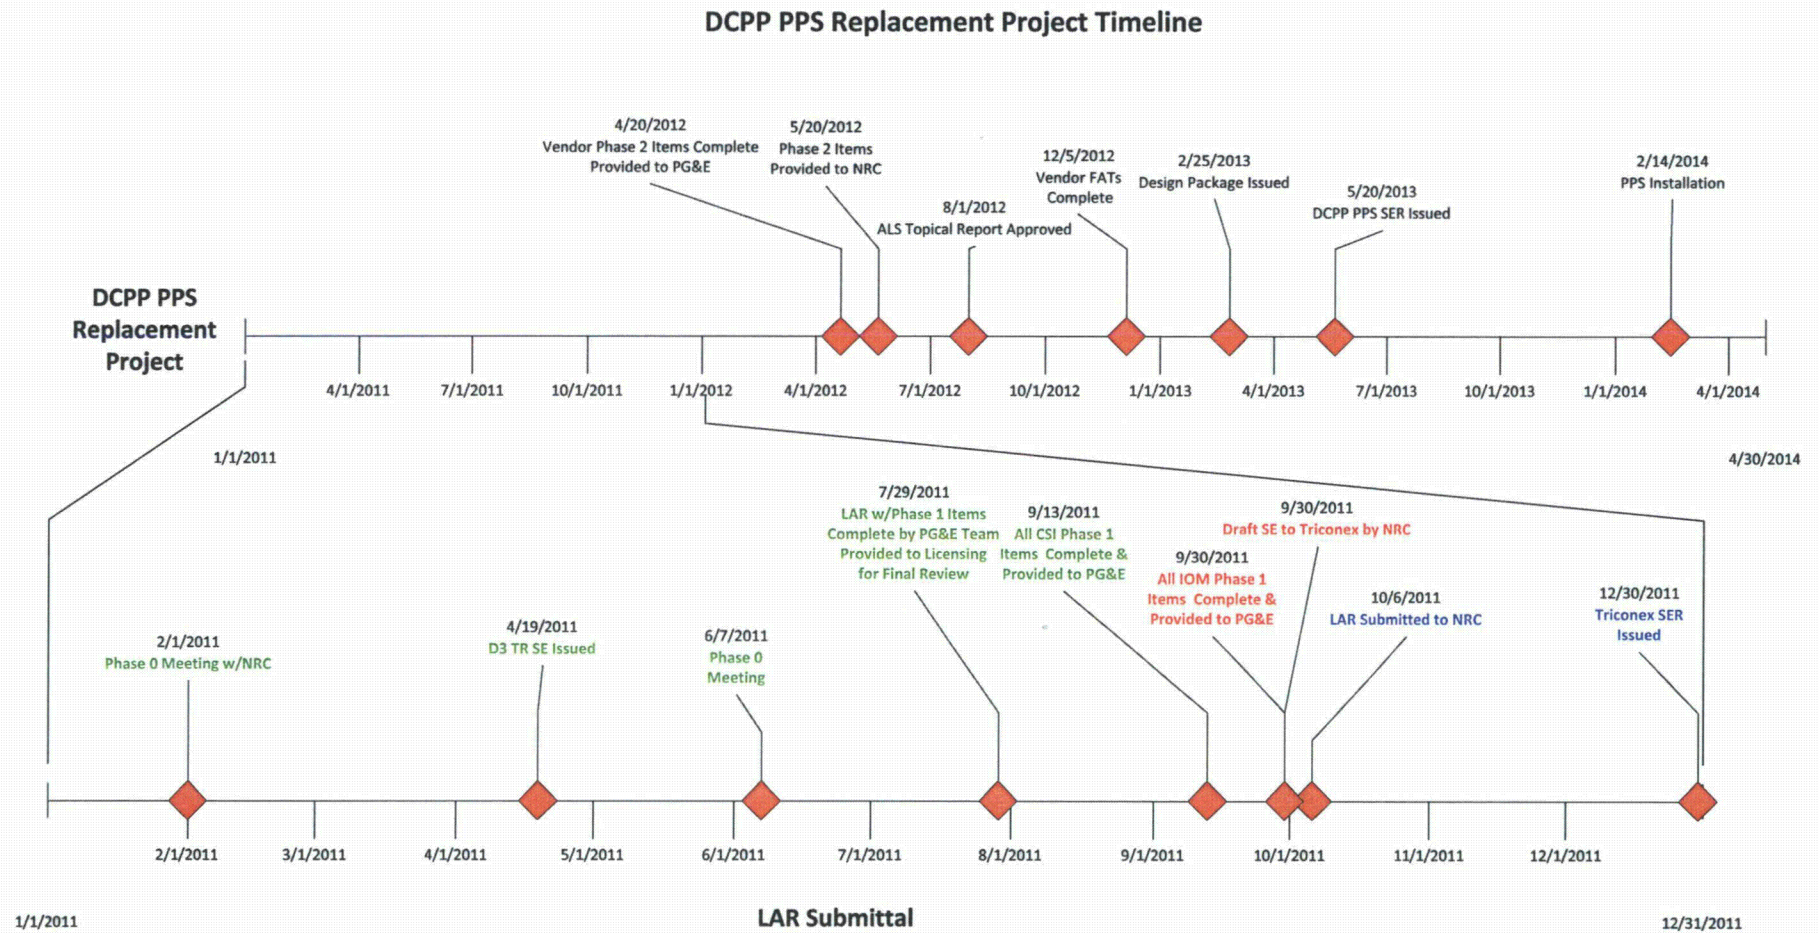 DCPP PPS Replacement Project Timeline
4/20/2012
Vendor Phase 2 Items Complete
Provided to PG&E
5/20/2012
Phase 2 Items
Provided to NRC
8/1/2012
ALS Topical Report Approved
12/5/2012
Vendor FATs
Complete
2/25/2013
Design Package Issued
5/20/2013
DCPP PPS SER Issued
2/14/2014
PPS Installation
DCPP PPS
Replacement
Project
4/1/2011
7/1/2011
10/1/2011
1/1/2012
4/1/2012
7/1/2012
10/1/2012
1/1/2013
4/1/2013
7/1/2013
10/1/2013
1/1/2014
4/1/2014
1/1/2011
4/30/2014
2/1/2011
Phase 0 Meeting w/NRC
4/19/2011
D3 TR SE Issued
6/7/2011
Phase 0
Meeting
7/29/2011
LAR w/Phase 1 Items
Complete by PG&E Team
Provided to Licensing
for Final Review
9/13/2011
All CSI Phase 1
Items Complete &
Provided to PG&E
9/30/2011
All IOM Phase 1
Items Complete &
Provided to PG&E
9/30/2011
Draft SE to Triconex by NRC
10/6/2011
LAR Submitted to NRC
12/30/2011
Triconex SER
Issued
2/1/2011
3/1/2011
4/1/2011
5/1/2011
6/1/2011
7/1/2011
8/1/2011
9/1/2011
10/1/2011
11/1/2011
12/1/2011
1/1/2011
LAR Submittal
12/31/2011